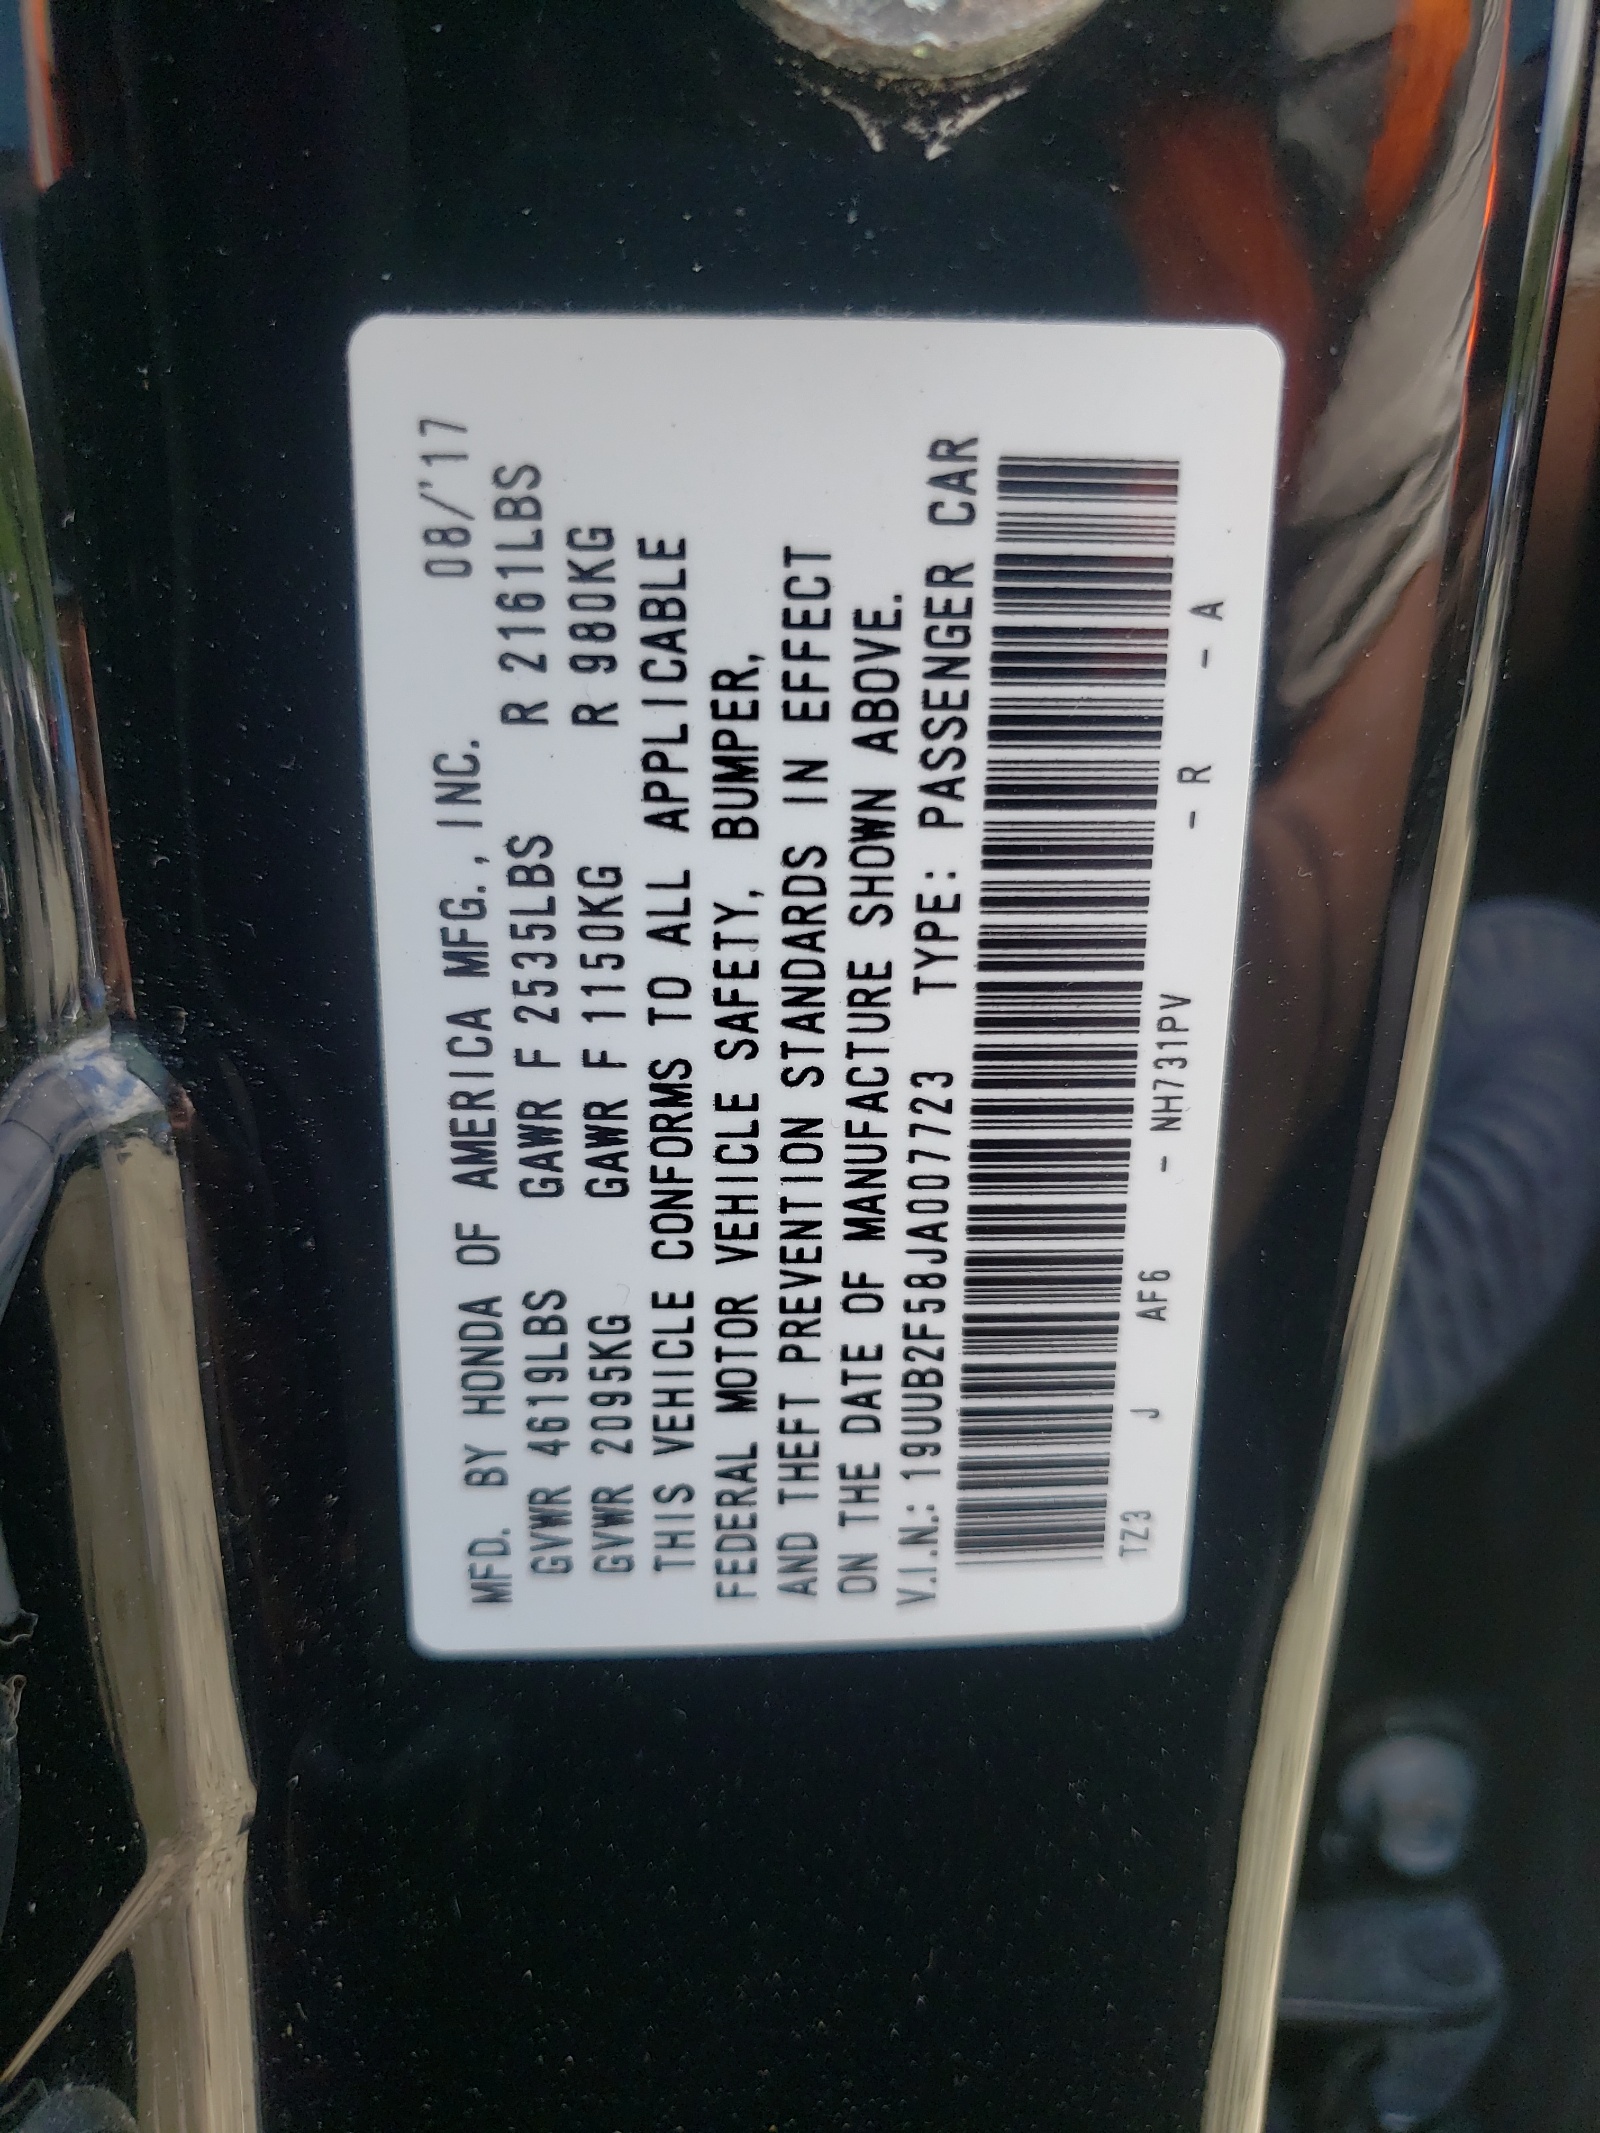 08/'17
MFD. BY HONDA OF AMERICA MFG., INC.
GVWR 4619LBS GAWR F 2535LBS R 2161LBS
GVWR 2095KG GAWR F 1150KG R 980KG
THIS VEHICLE CONFORMS TO ALL APPLICABLE
FEDERAL MOTOR VEHICLE SAFETY, BUMPER,
AND THEFT PREVENTION STANDARDS IN EFFECT
ON THE DATE OF MANUFACTURE SHOWN ABOVE.
V.I.N.: 19UUB2F58JA007723 TYPE: PASSENGER CAR
TZ3 J AF6 - NH731PV - R - A